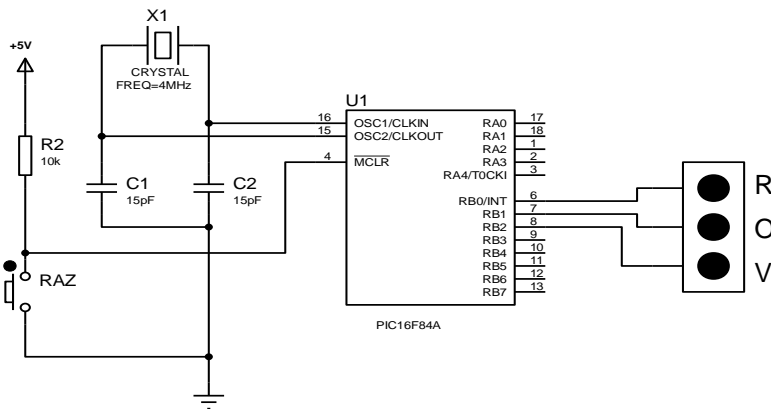 X1
+5V
CRYSTAL
FREQ=4MHz
U1
16 OSC1/CLKIN RA0 17
15 OSC2/CLKOUT RA1 18
RA2 1
4 MCLR RA3 2
RA4/T0CKI 3
R2
10k
C1
15pF
C2
15pF
RB0/INT 6
RB1 7
RB2 8
RB3 9
RB4 10
RB5 11
RB6 12
RB7 13
R
O
V
RAZ
PIC16F84A